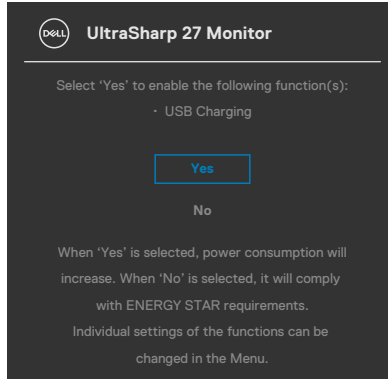 DELL
UltraSharp 27 Monitor
Select ‘Yes’ to enable the following function(s):
· USB Charging
Yes
No
When ‘Yes’ is selected, power consumption will
increase. When ‘No’ is selected, it will comply
with ENERGY STAR requirements.
Individual settings of the functions can be
changed in the Menu.